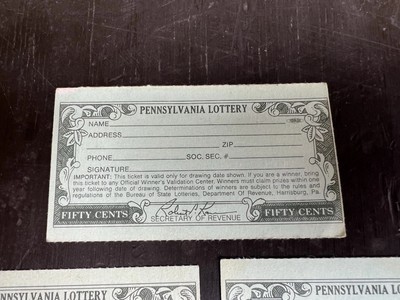 PENNSYLVANIA LOTTERY
NAME
ADDRESS
ZIP
PHONE SOC. SEC. #
SIGNATURE
IMPORTANT: This ticket is valid only for drawing date shown. If you are a winner, bring
this ticket to any Official Winner's Validation Center. Winners must claim prizes within one
year following date of drawing. Determinations of winners are subject to the rules and
regulations of the Bureau of State Lotteries, Department of Revenue, Harrisburg, Pa.
FIFTY CENTS FIFTY CENTS
SECRETARY OF REVENUE
PENNSYLVANIA LOTTERY PENNSYLVANIA LOTTERY